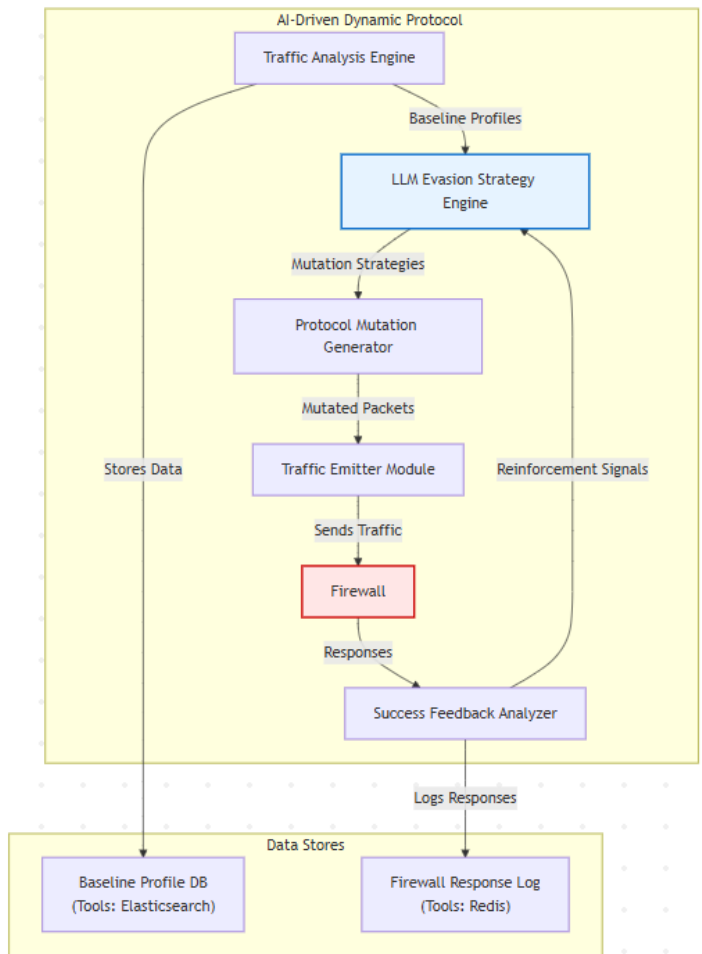 AI-Driven Dynamic Protocol
Traffic Analysis Engine
Baseline Profiles
LLM Evasion Strategy
Engine
Mutation Strategies
Protocol Mutation
Generator
Mutated Packets
Traffic Emitter Module
Stores Data
Reinforcement Signals
Sends Traffic
Firewall
Responses
Success Feedback Analyzer
Logs Responses
Data Stores
Baseline Profile DB
(Tools: Elasticsearch)
Firewall Response Log
(Tools: Redis)